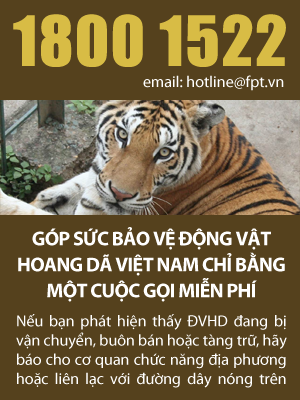 1800 1522
email: hotline@fpt.vn
GÓP SỨC BẢO VỆ ĐỘNG VẬT
HOANG DÃ VIỆT NAM CHỈ BẰNG
MỘT CUỘC GỌI MIỄN PHÍ
Nếu bạn phát hiện thấy ĐVHD đang bị
vận chuyển, buôn bán hoặc tàng trữ, hãy
báo cho cơ quan chức năng địa phương
hoặc liên lạc với đường dây nóng trên